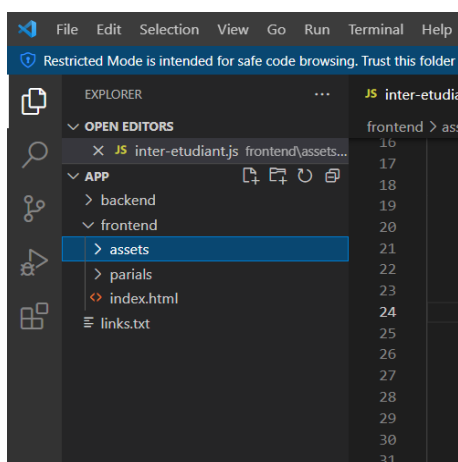 File Edit Selection View Go Run Terminal Help
Restricted Mode is intended for safe code browsing. Trust this folder
EXPLORER
JS inter-etudia
OPEN EDITORS
JS inter-etudiant.js frontend\assets...
frontend > as
APP
backend
frontend
assets
parials
index.html
links.txt
16
17
18
19
20
21
22
23
24
25
26
27
28
29
30
31